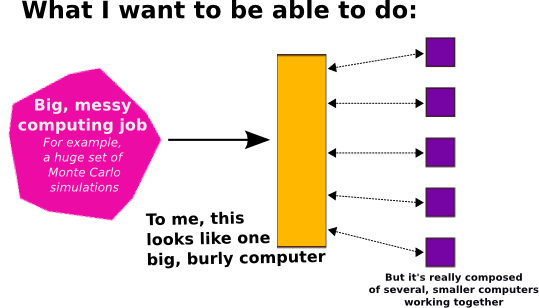 What I want to be able to do:
Big, messy
computing job
For example,
a huge set of
Monte Carlo
simulations
To me, this
looks like one
big, burly computer
But it's really composed
of several, smaller computers
working together